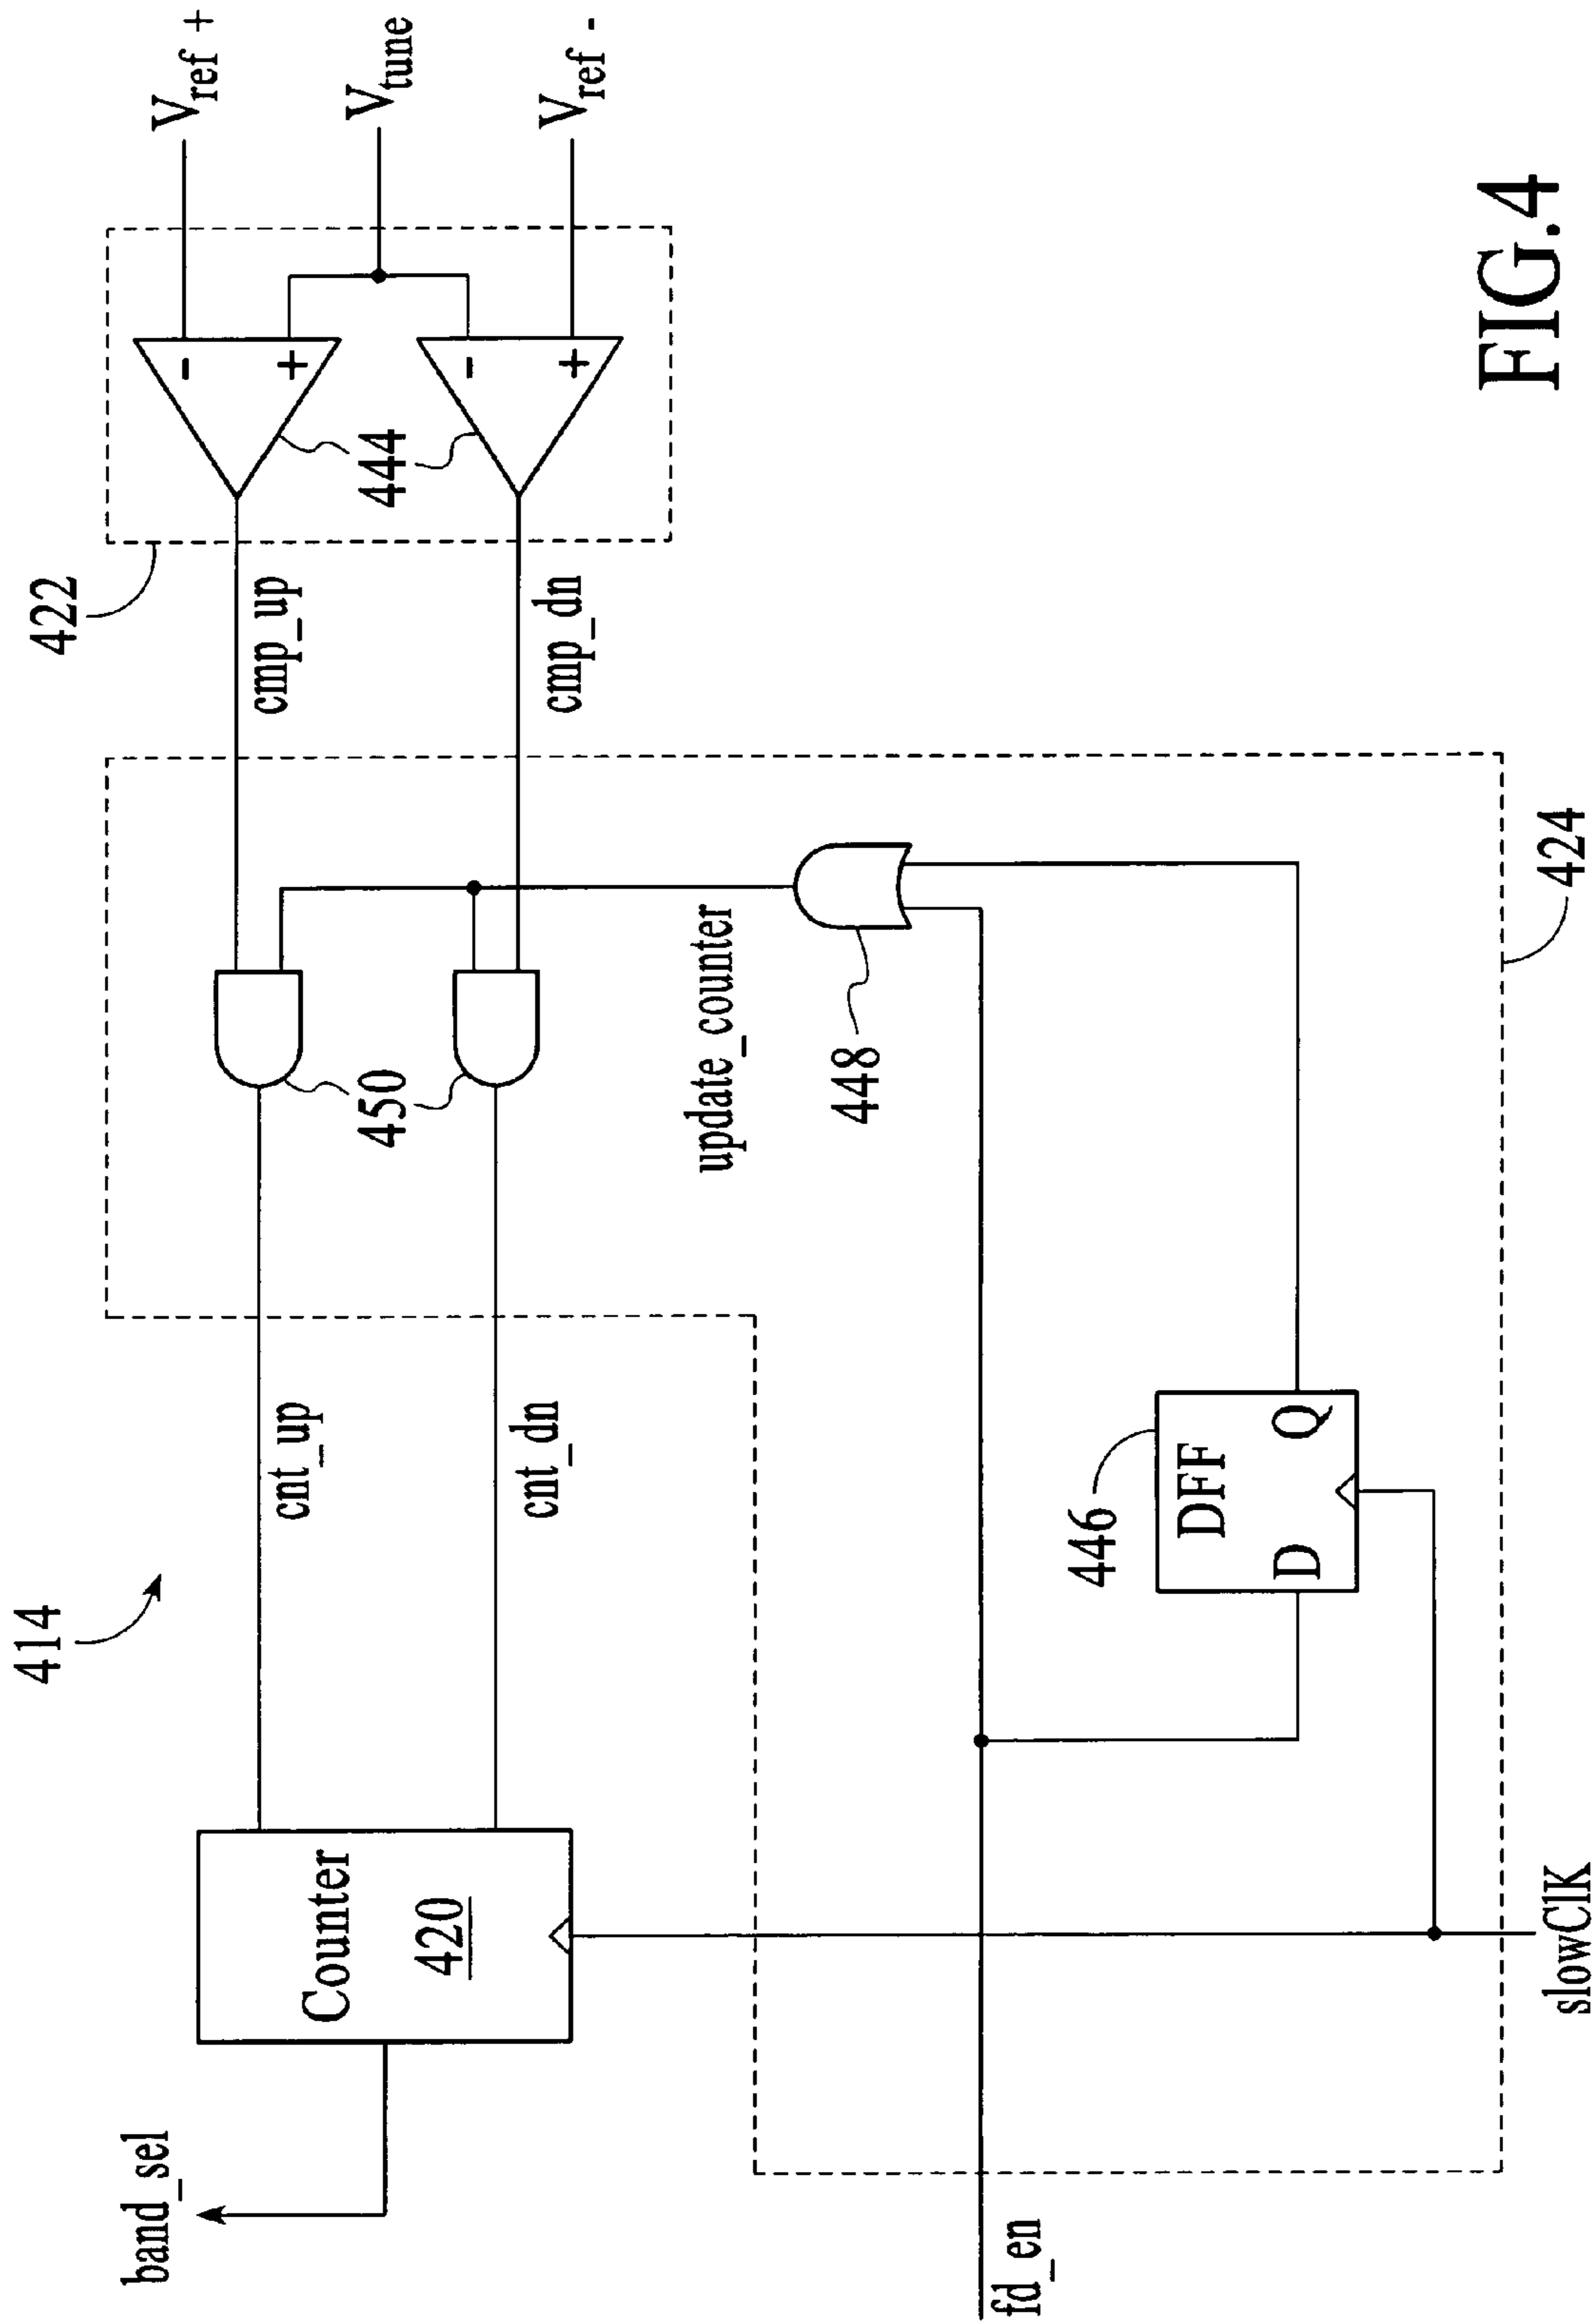 414
422
band_sel
Counter
420
cnt_up
cnt_dn
450
cmp_up
cmp_dn
444
-
+
-
+
Vref +
Vtune
Vref -
update_counter
448
446
DFF
D
Q
fd_en
slowClK
424
FIG.4